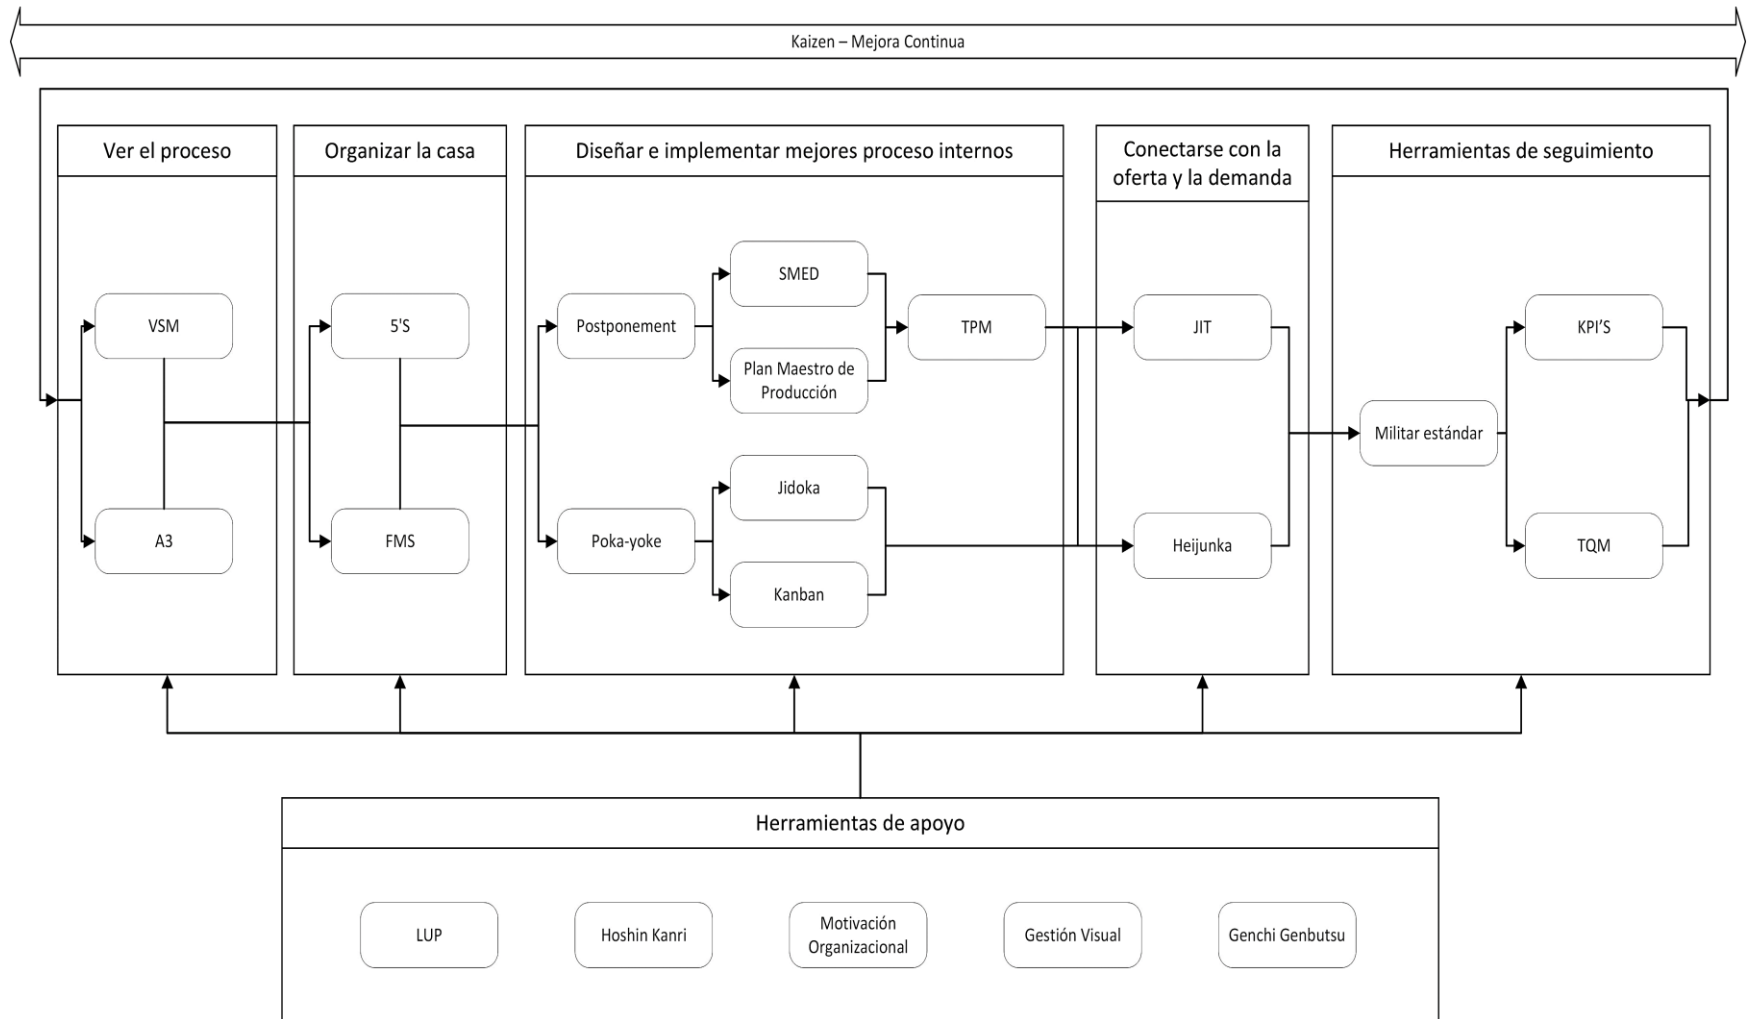 Kaizen – Mejora Continua
Ver el proceso
Organizar la casa
Diseñar e implementar mejores proceso internos
Conectarse con la
oferta y la demanda
Herramientas de seguimiento
VSM
A3
5'S
FMS
Postponement
Poka-yoke
SMED
Plan Maestro de
Producción
Jidoka
Kanban
TPM
JIT
Heijunka
Militar estándar
KPI’S
TQM
Herramientas de apoyo
LUP
Hoshin Kanri
Motivación
Organizacional
Gestión Visual
Genchi Genbutsu